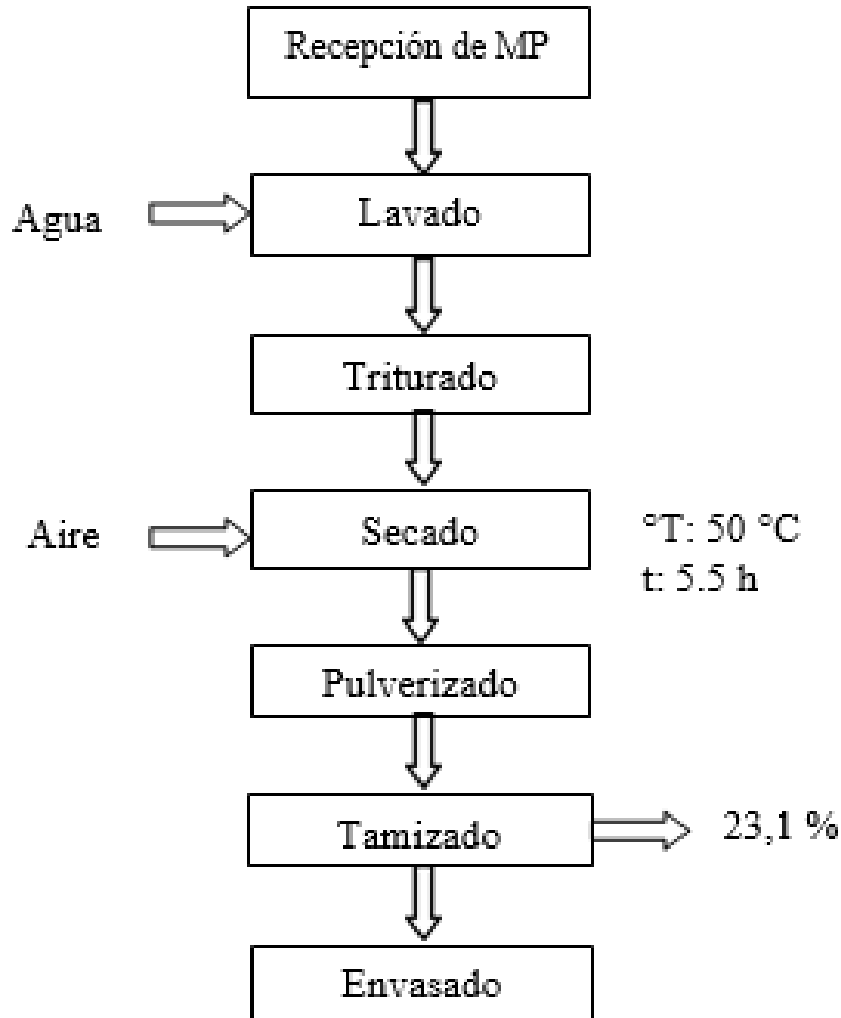 Recepción de MP
Agua
Lavado
Triturado
Aire
Secado
°T: 50 °C
t: 5.5 h
Pulverizado
Tamizado
23,1 %
Envasado